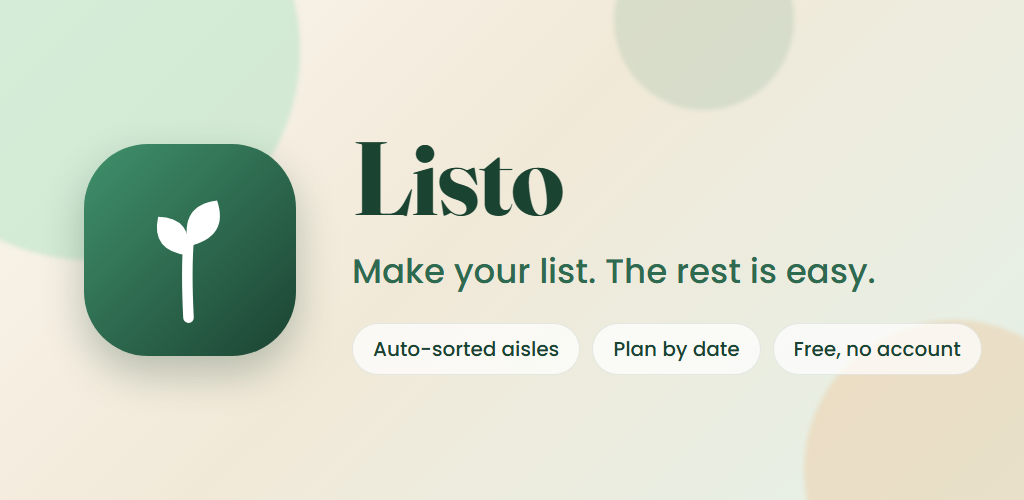 Listo
Make your list. The rest is easy.
Auto-sorted aisles Plan by date Free, no account